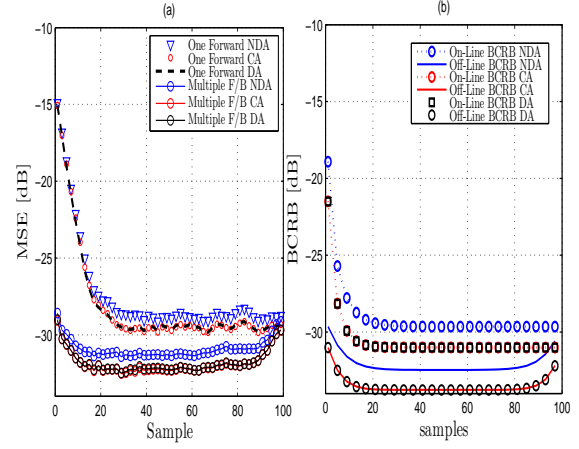 (a)
−10
−15
−20
−25
−30
MSE [dB]
0
20
40
60
80
100
Sample
One Forward NDA
One Forward CA
One Forward DA
Multiple F/B NDA
Multiple F/B CA
Multiple F/B DA
(b)
−10
−15
−20
−25
−30
BCRB [dB]
0
20
40
60
80
100
samples
On-Line BCRB NDA
Off-Line BCRB NDA
On-Line BCRB CA
Off-Line BCRB CA
On-Line BCRB DA
Off-Line BCRB DA